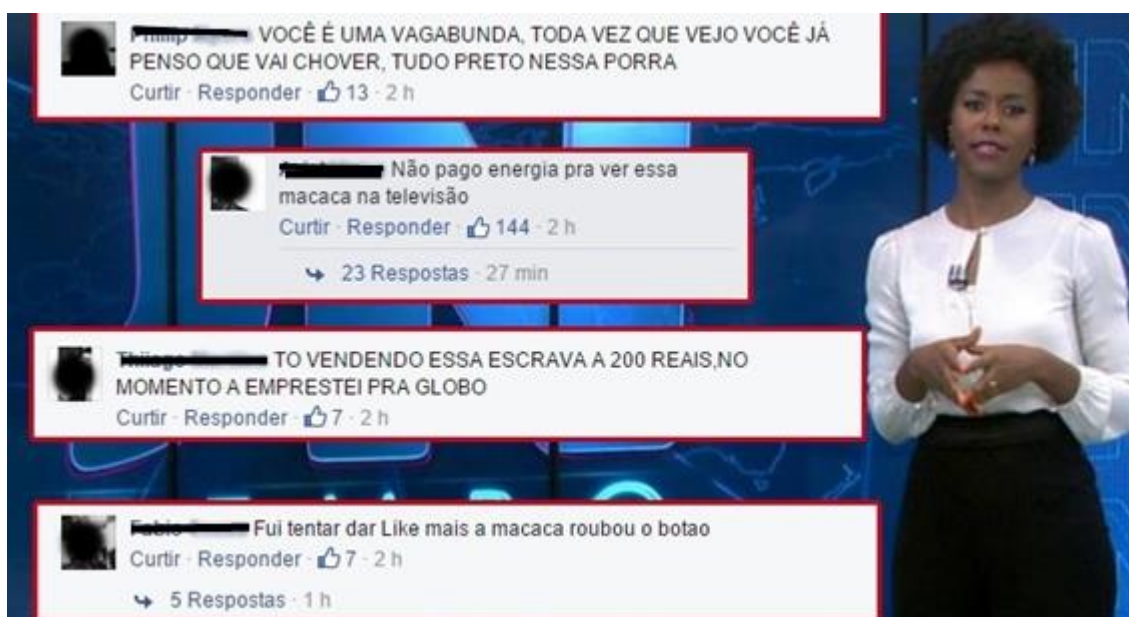 VOCÊ É UMA VAGABUNDA, TODA VEZ QUE VEJO VOCÊ JÁ
PENSO QUE VAI CHOVER, TUDO PRETO NESSA PORRA
Curtir · Responder · 13 · 2 h
Não pago energia pra ver essa
macaca na televisão
Curtir · Responder · 144 · 2 h
23 Respostas · 27 min
TO VENDENDO ESSA ESCRAVA A 200 REAIS,NO
MOMENTO A EMPRESTEI PRA GLOBO
Curtir · Responder · 7 · 2 h
Fui tentar dar Like mais a macaca roubou o botao
Curtir · Responder · 7 · 2 h
5 Respostas · 1 h